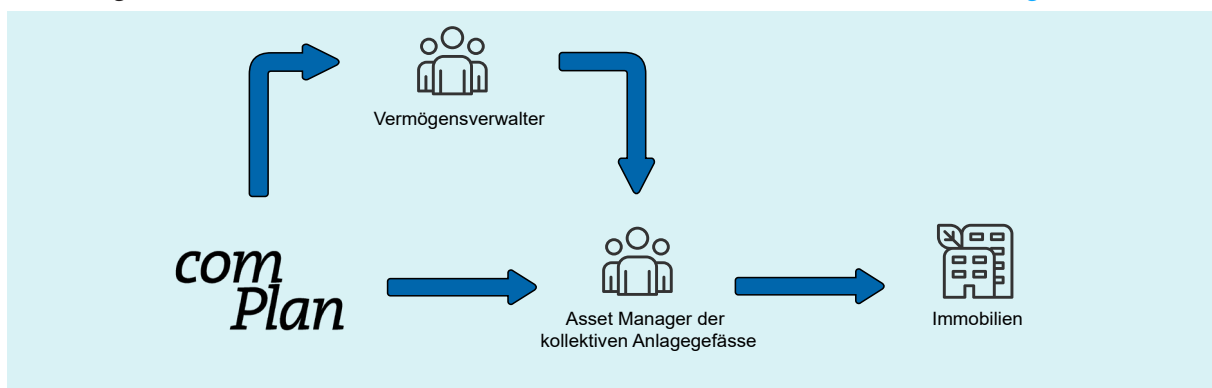 Vermögensverwalter
com
Plan
Asset Manager der
kollektiven Anlagegefässe
Immobilien